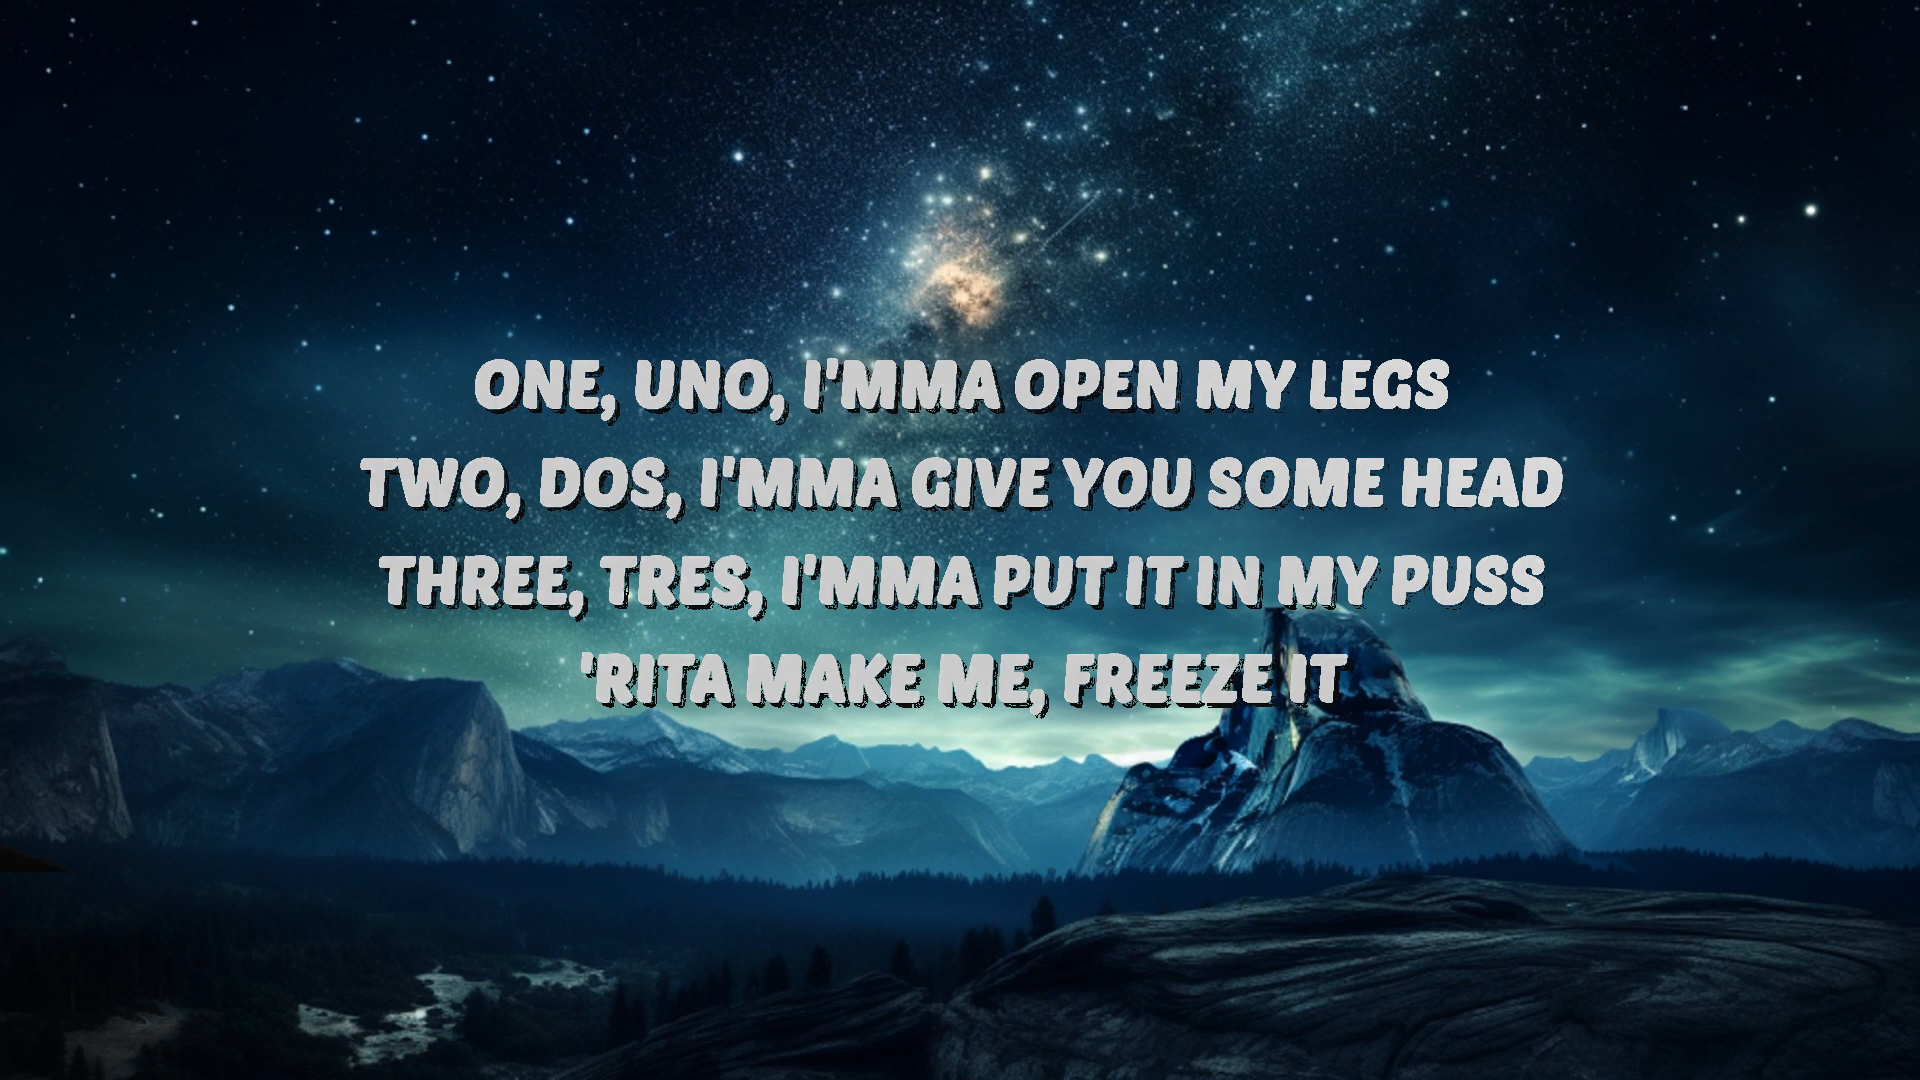 ONE, UNO, I'MMA OPEN MY LEGS
TWO, DOS, I'MMA GIVE YOU SOME HEAD
THREE, TRES, I'MMA PUT IT IN MY PUSS
'RITA MAKE ME, FREEZE IT